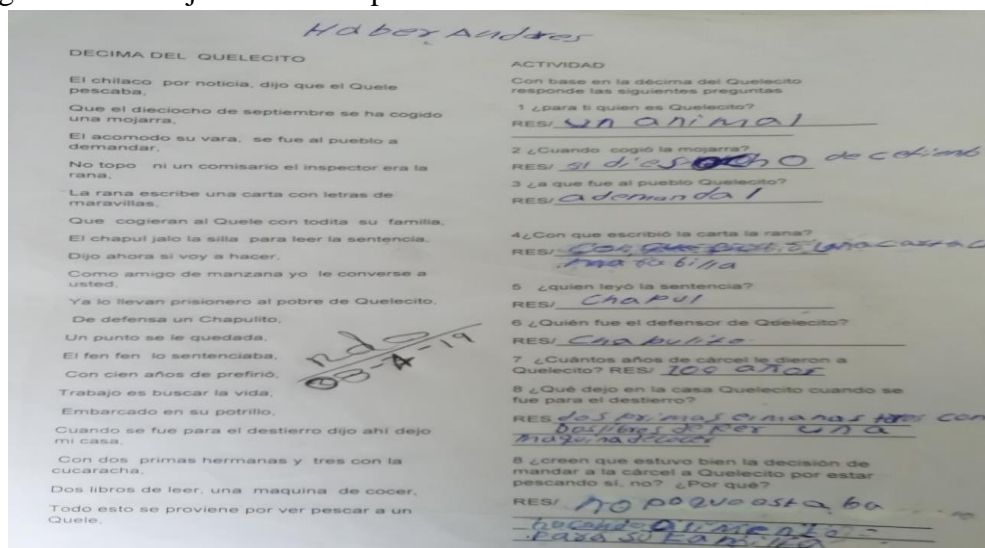 Haber Andres
DECIMA DEL QUELECITO
El chilaco por noticia, dijo que el Quele
pescaba,
Que el dieciocho de septiembre se ha cogido
una mojarra,
El acomodo su vara, se fue al pueblo a
demandar,
No topo ni un comisario el inspector era la
rana,
La rana escribe una carta con letras de
maravillas,
Que cogieran al Quele con todita su familia,
El chapul jalo la silla para leer la sentencia,
Dijo ahora si voy a hacer,
Como amigo de manzana yo le converse a
usted,
Ya lo llevan prisionero al pobre de Quelecito,
De defensa un Chapulito,
Un punto se le quedada,
El fen fen lo sentenciaba,
Con cien años de prefirió,
Trabajo es buscar la vida,
Embarcado en su potrillo,
Cuando se fue para el destierro dijo ahí dejo
mi casa,
Con dos primas hermanas y tres con la
cucaracha,
Dos libros de leer, una maquina de cocer,
Todo esto se proviene por ver pescar a un
Quele,
08-4-19
ACTIVIDAD
Con base en la décima del Quelecito
responde las siguientes preguntas
1 ¿para ti quien es Quelecito?
RES/ un animal
2 ¿Cuando cogió la mojarra?
RES/ el
3 ¿a que fue al pueblo Quelecito?
RES/ ademandal
4¿Con que escribió la carta la rana?
RES/
5 ¿quien leyó la sentencia?
RES/ Chapul
6 ¿Quién fue el defensor de Quelecito?
RES/ Chapulito
7 ¿Cuántos años de cárcel le dieron a
Quelecito? RES/ 100 años
8 ¿Qué dejo en la casa Quelecito cuando se
fue para el destierro?
RES dos primas emanas tres con
una
maquina decocer
8 ¿creen que estuvo bien la decisión de
mandar a la cárcel a Quelecito por estar
pescando si, no? ¿Por qué?
RES/ no poque estaba
para su familia